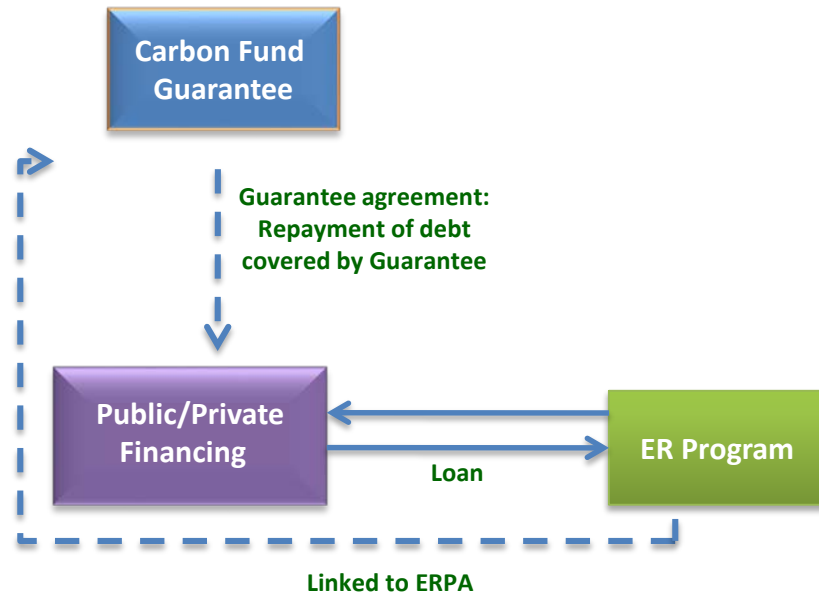 Carbon Fund
Guarantee
Guarantee agreement:
Repayment of debt
covered by Guarantee
Public/Private
Financing
ER Program
Loan
Linked to ERPA